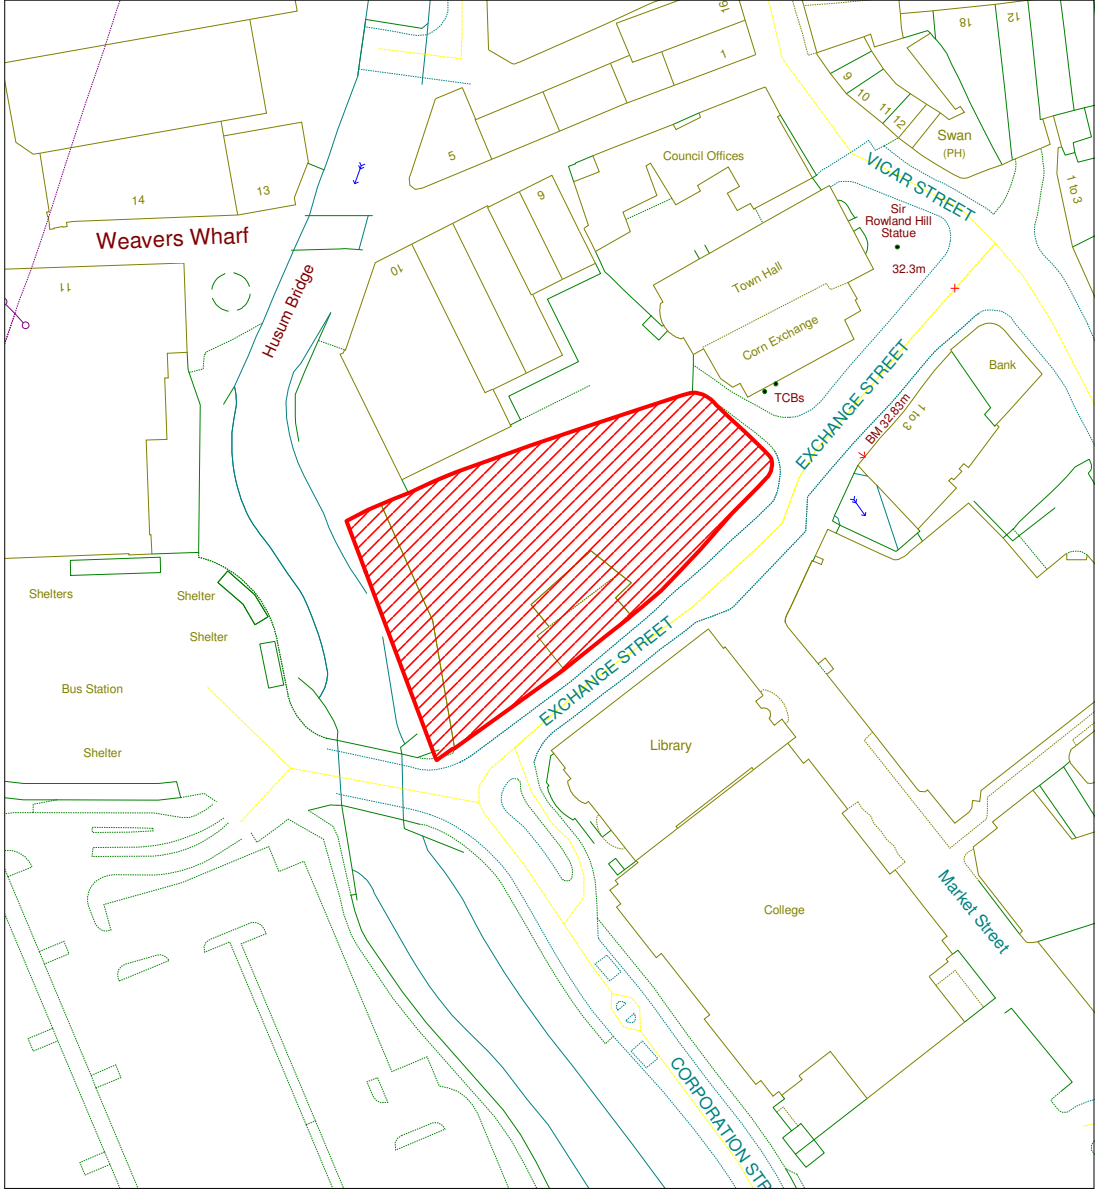 16
1
18
12
9
10
11
12
Swan
(PH)
5
Council Offices
VICAR STREET
1 to 3
14
13
Sir
Rowland Hill
Statue
9
Weavers Wharf
32.3m
10
Town Hall
11
Husum Bridge
Corn Exchange
EXCHANGE STREET
Bank
TCBs
BM 32.83m
1 to 3
Shelters
Shelter
Shelter
EXCHANGE STREET
Bus Station
Library
Shelter
College
Market Street
CORPORATION STR